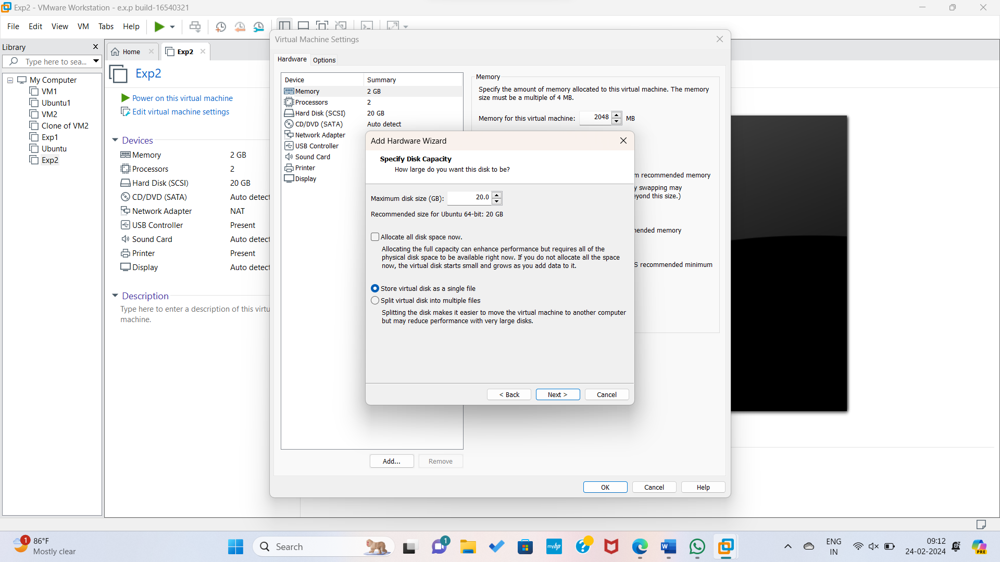 Exp2 - VMware Workstation - e.x.p build-16540321
File Edit View VM Tabs Help
Library
Type here to sea...
My Computer
VM1
Ubuntu1
VM2
Clone of VM2
Exp1
Ubuntu
Exp2
Home
Exp2
Exp2
Power on this virtual machine
Edit virtual machine settings
Devices
Memory 2 GB
Processors 2
Hard Disk (SCSI) 20 GB
CD/DVD (SATA) Auto detect
Network Adapter NAT
USB Controller Present
Sound Card Auto detect
Printer Present
Display Auto detect
Description
Type here to enter a description of this virtu
machine.
Virtual Machine Settings
Hardware Options
Device Summary
Memory 2 GB
Processors 2
Hard Disk (SCSI) 20 GB
CD/DVD (SATA) Auto detect
Network Adapter
USB Controller
Sound Card
Printer
Display
Memory
Specify the amount of memory allocated to this virtual machine. The memory
size must be a multiple of 4 MB.
Memory for this virtual machine: 2048 MB
m recommended memory
y swapping may
eyond this size.)
ended memory
S recommended minimum
Add Hardware Wizard
Specify Disk Capacity
How large do you want this disk to be?
Maximum disk size (GB): 20.0
Recommended size for Ubuntu 64-bit: 20 GB
Allocate all disk space now.
Allocating the full capacity can enhance performance but requires all of the
physical disk space to be available right now. If you do not allocate all the space
now, the virtual disk starts small and grows as you add data to it.
Store virtual disk as a single file
Split virtual disk into multiple files
Splitting the disk makes it easier to move the virtual machine to another computer
but may reduce performance with very large disks.
< Back Next > Cancel
Add... Remove
OK Cancel Help
1
86°F
Mostly clear
Search
1
myhp
ENG
IN
09:12
24-02-2024
PRE